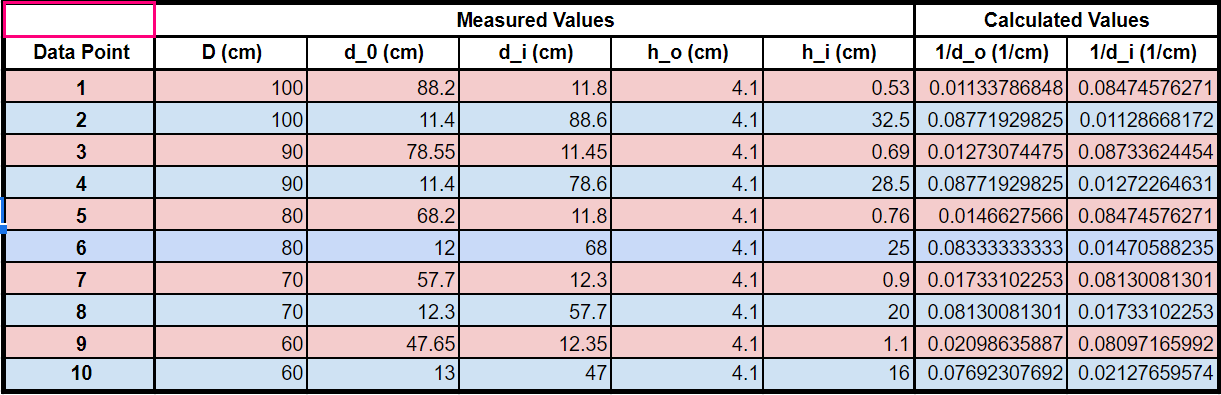 Measured Values Calculated Values
Data Point D (cm) d_0 (cm) d_i (cm) h_o (cm) h_i (cm) 1/d_o (1/cm) 1/d_i (1/cm)
1 100 88.2 11.8 4.1 0.53 0.01133786848 0.08474576271
2 100 11.4 88.6 4.1 32.5 0.08771929825 0.01128668172
3 90 78.55 11.45 4.1 0.69 0.01273074475 0.08733624454
4 90 11.4 78.6 4.1 28.5 0.08771929825 0.01272264631
5 80 68.2 11.8 4.1 0.76 0.0146627566 0.08474576271
6 80 12 68 4.1 25 0.08333333333 0.01470588235
7 70 57.7 12.3 4.1 0.9 0.01733102253 0.08130081301
8 70 12.3 57.7 4.1 20 0.08130081301 0.01733102253
9 60 47.65 12.35 4.1 1.1 0.02098635887 0.08097165992
10 60 13 47 4.1 16 0.07692307692 0.02127659574